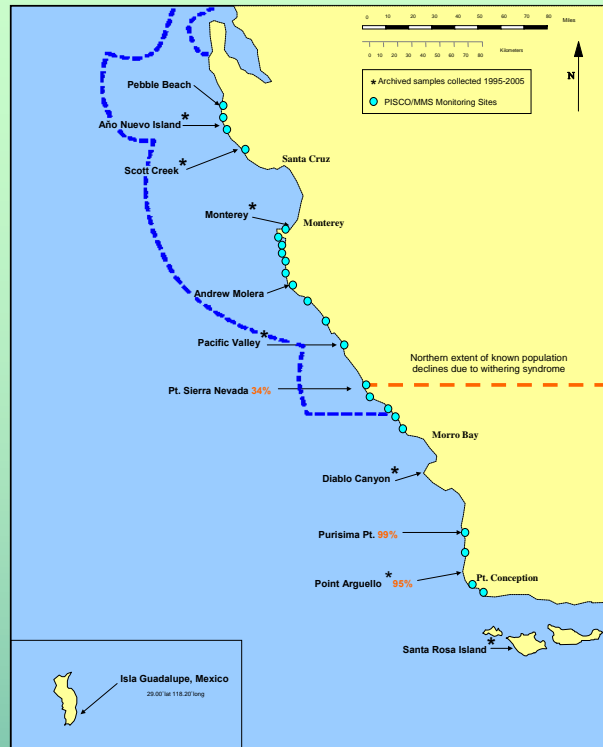 0 10 20 30 40 50 60 70 80 Miles
0 10 20 30 40 50 60 70 80 Kilometers
N
* Archived samples collected 1995-2005
PISCO/MMS Monitoring Sites
Pebble Beach
Año Nuevo Island *
Scott Creek *
Santa Cruz
Monterey *
Monterey
Andrew Molera
Pacific Valley *
Northern extent of known population
declines due to withering syndrome
Pt. Sierra Nevada 34%
Morro Bay
Diablo Canyon *
Purisima Pt. 99%
Point Arguello * 95%
Pt. Conception
Santa Rosa Island *
Isla Guadalupe, Mexico
29.00°lat 118.20°long